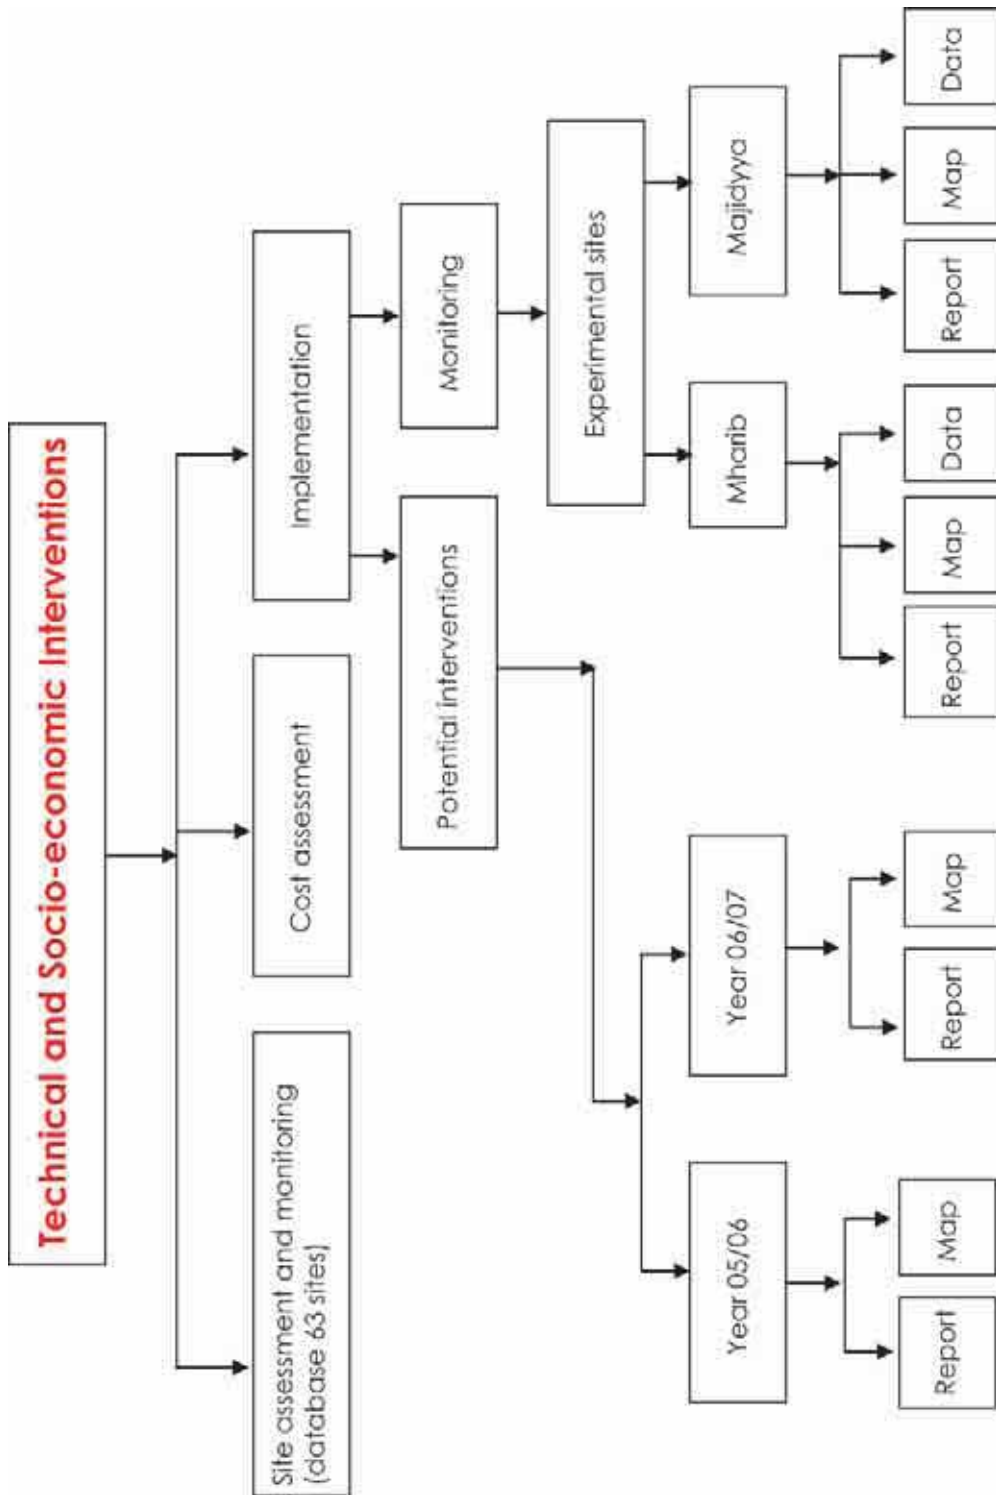 Technical and Socio-economic Interventions
Site assessment and monitoring
(database 63 sites)
Cost assessment
Implementation
Potential interventions
Monitoring
Experimental sites
Year 05/06
Year 06/07
Mharib
Majidyya
Report
Map
Report
Map
Report
Map
Data
Report
Map
Data